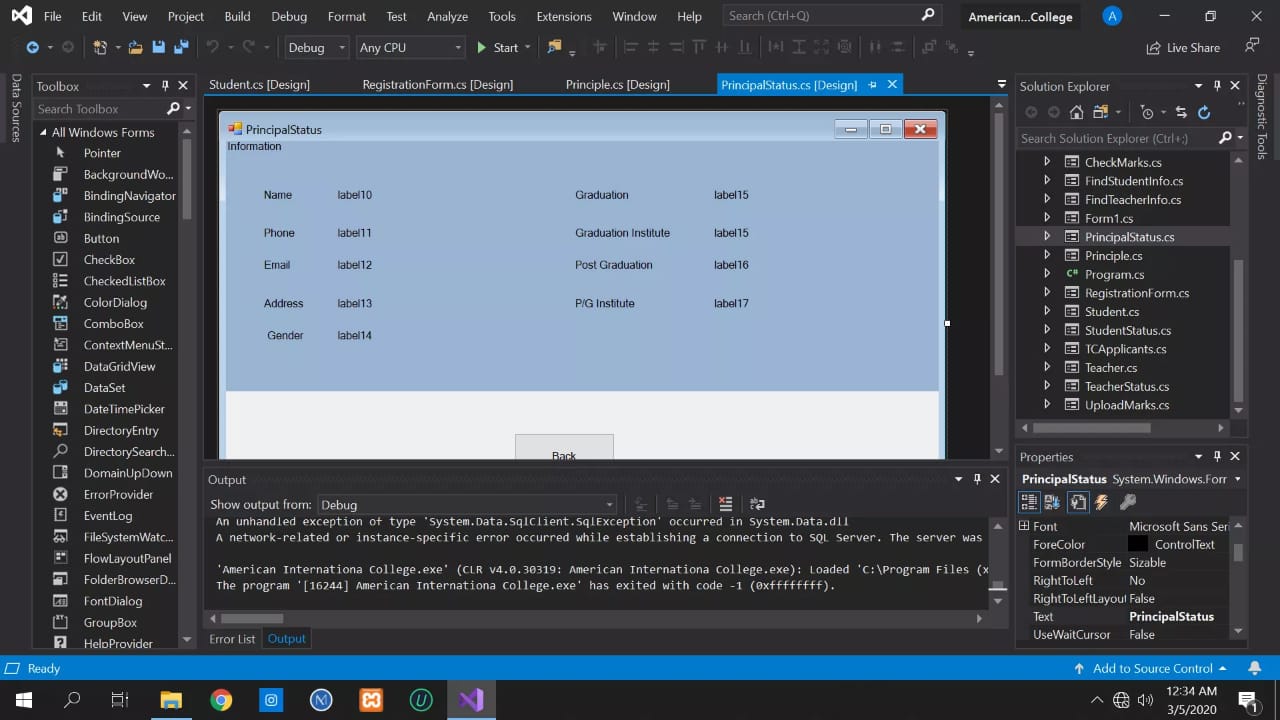 File Edit View Project Build Debug Format Test Analyze Tools Extensions Window Help Search (Ctrl+Q) American...College A
Debug Any CPU Start Live Share
Data Sources
Toolbox
Search Toolbox
All Windows Forms
Pointer
BackgroundWo...
BindingNavigator
BindingSource
Button
CheckBox
CheckedListBox
ColorDialog
ComboBox
ContextMenuSt...
DataGridView
DataSet
DateTimePicker
DirectoryEntry
DirectorySearch...
DomainUpDown
ErrorProvider
EventLog
FileSystemWatc...
FlowLayoutPanel
FolderBrowserD...
FontDialog
GroupBox
HelpProvider
Student.cs [Design] RegistrationForm.cs [Design] Principle.cs [Design] PrincipalStatus.cs [Design]
PrincipalStatus
Information
Name label10 Graduation label15
Phone label11 Graduation Institute label15
Email label12 Post Graduation label16
Address label13 P/G Institute label17
Gender label14
Back
Output
Show output from: Debug
An unhandled exception of type 'System.Data.SqlClient.SqlException' occurred in System.Data.dll
A network-related or instance-specific error occurred while establishing a connection to SQL Server. The server was
'American Internationa College.exe' (CLR v4.0.30319: American Internationa College.exe): Loaded 'C:\Program Files (x
The program '[16244] American Internationa College.exe' has exited with code -1 (0xffffffff).
Error List Output
Solution Explorer
Search Solution Explorer (Ctrl+;)
CheckMarks.cs
FindStudentInfo.cs
FindTeacherInfo.cs
Form1.cs
PrincipalStatus.cs
Principle.cs
C# Program.cs
RegistrationForm.cs
Student.cs
StudentStatus.cs
TCApplicants.cs
Teacher.cs
TeacherStatus.cs
UploadMarks.cs
Properties
PrincipalStatus System.Windows.Forr
Font Microsoft Sans Seri
ForeColor ControlText
FormBorderStyle Sizable
RightToLeft No
RightToLeftLayou False
Text PrincipalStatus
UseWaitCursor False
Diagnostic Tools
Ready Add to Source Control
12:34 AM
3/5/2020
1